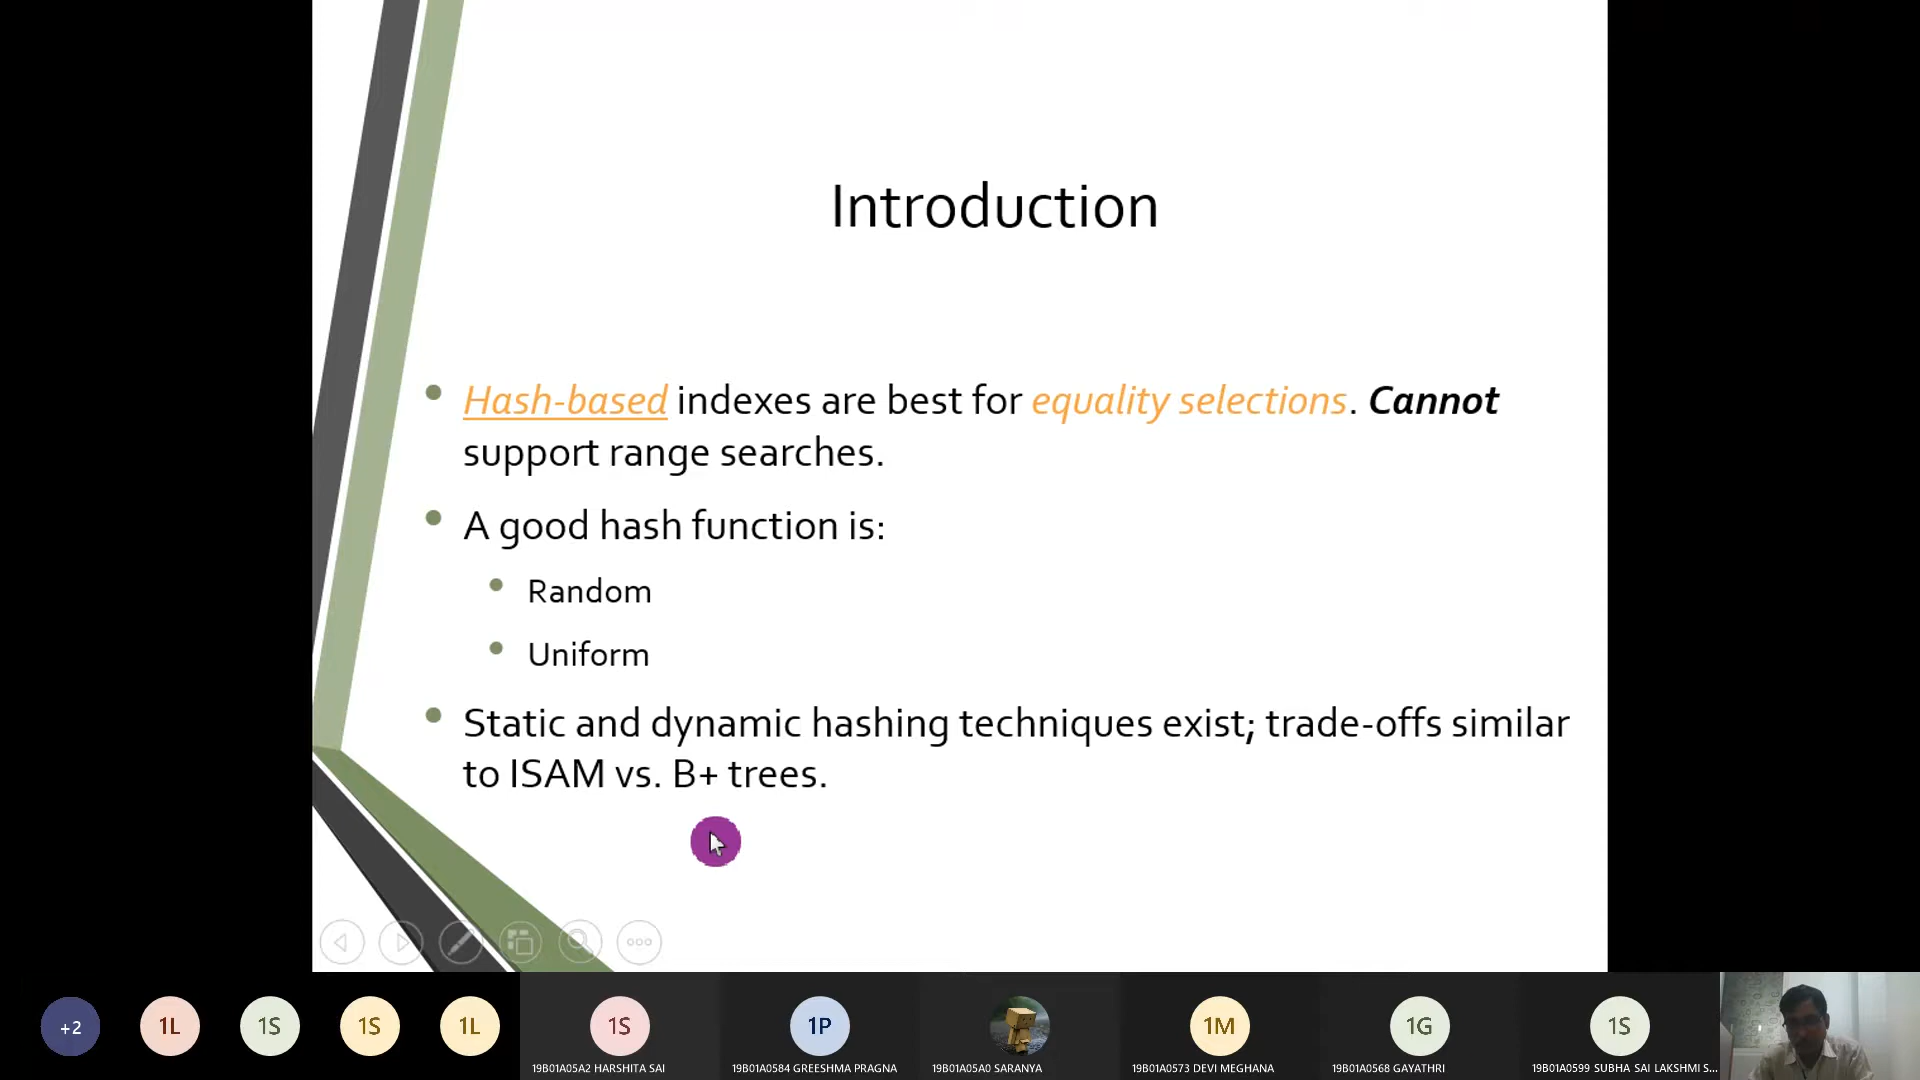 Introduction
Hash-based indexes are best for equality selections. Cannot
support range searches.
A good hash function is:
Random
Uniform
Static and dynamic hashing techniques exist; trade-offs similar
to ISAM vs. B+ trees.
+2
1L
1S
1S
1L
1S
1P
1M
1G
1S
19B01A05A2 HARSHITA SAI
19B01A0584 GREESHMA PRAGNA
19B01A05A0 SARANYA
19B01A0573 DEVI MEGHANA
19B01A0568 GAYATHRI
19B01A0599 SUBHA SAI LAKSHMI S...